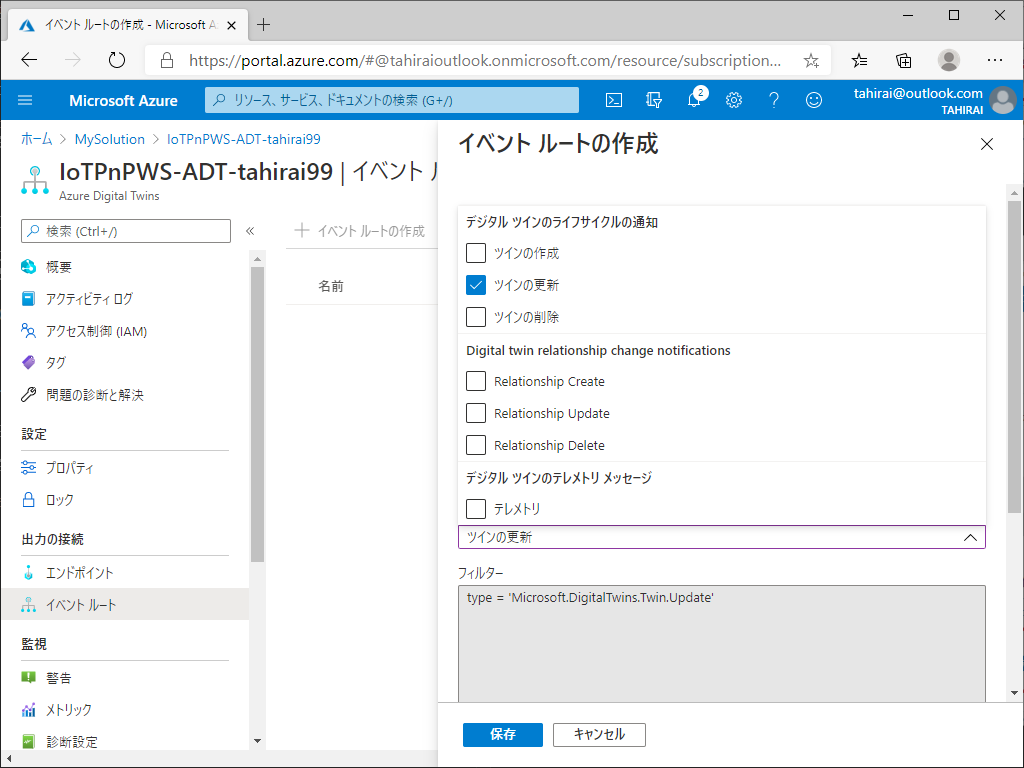 イベント ルートの作成 - Microsoft A
https://portal.azure.com/#@tahiraioutlook.onmicrosoft.com/resource/subscription...
Microsoft Azure
リソース、サービス、ドキュメントの検索 (G+/)
2
tahirai@outlook.com
TAHIRAI
ホーム > MySolution > IoTPnPWS-ADT-tahirai99
IoTPnPWS-ADT-tahirai99 | イベント ル
Azure Digital Twins
検索 (Ctrl+/)
概要
アクティビティ ログ
アクセス制御 (IAM)
タグ
問題の診断と解決
設定
プロパティ
ロック
出力の接続
エンドポイント
イベント ルート
監視
警告
メトリック
診断設定
イベント ルートの作成
名前
イベント ルートの作成
デジタル ツインのライフサイクルの通知
ツインの作成
ツインの更新
ツインの削除
Digital twin relationship change notifications
Relationship Create
Relationship Update
Relationship Delete
デジタル ツインのテレメトリ メッセージ
テレメトリ
ツインの更新
フィルター
type = 'Microsoft.DigitalTwins.Twin.Update'
保存
キャンセル